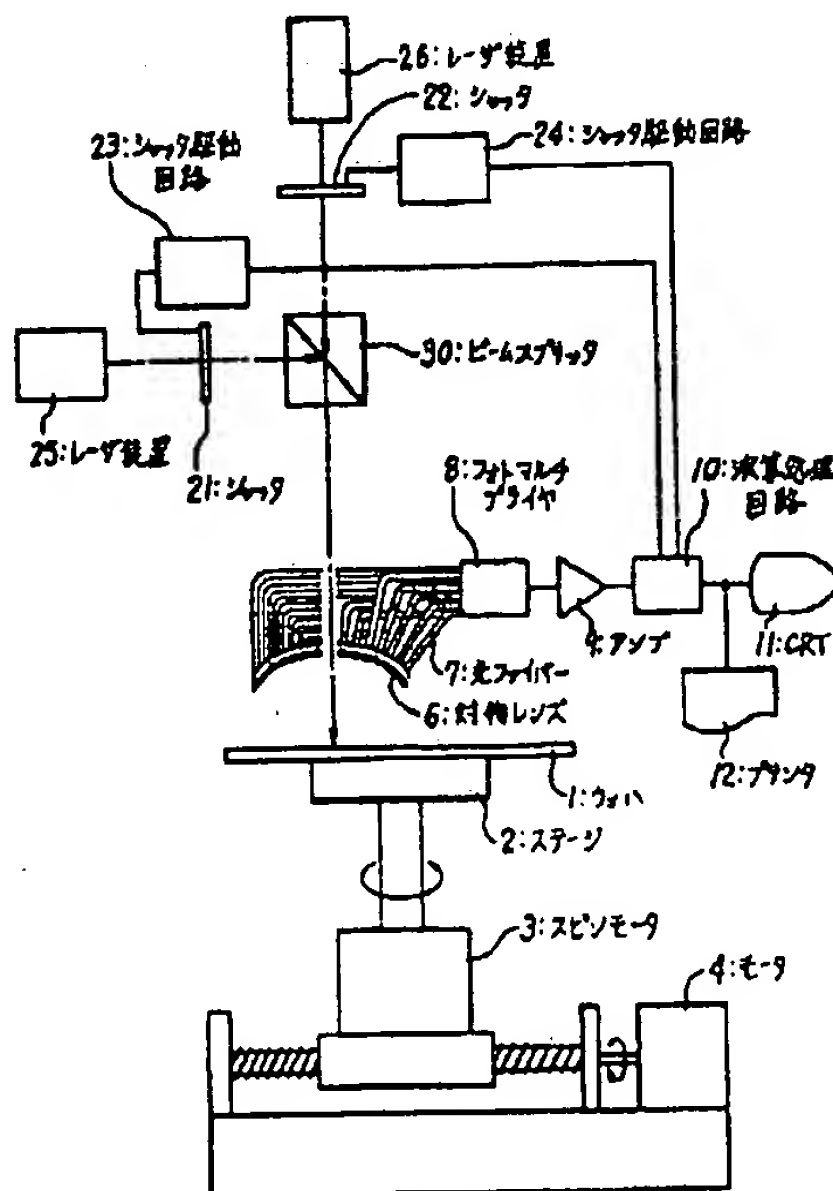 26:レーザ装置
22:シャッタ
23:シャッタ駆動
回路
24:シャッタ駆動回路
30:ビームスプリッタ
25:レーザ装置
21:シャッタ
8:フォトマルチ
プライヤ
10:演算処理
回路
9:アンプ
11:CRT
7:光ファイバー
6:対物レンズ
12:プリンタ
1:ウェハ
2:ステージ
3:スピンモータ
4:モータ